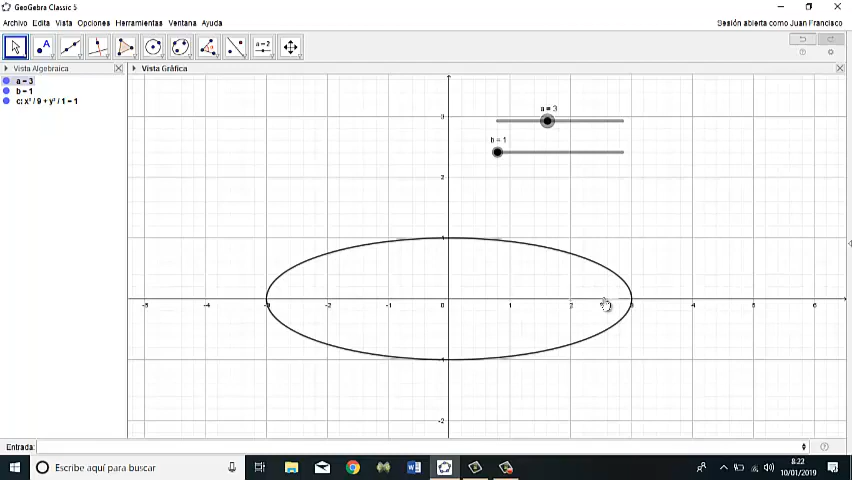 GeoGebra Classic 5
Archivo Edita Vista Opciones Herramientas Ventana Ayuda
Sesión abierta como Juan Francisco
A
a=2
Vista Algebraica
Vista Gráfica
a = 3
b = 1
c: x² / 9 + y² / 1 = 1
a = 3
b = 1
3
2
1
-5 -4 -3 -2 -1 0 1 2 3 4 5 6
-1
-2
Entrada:
Escribe aquí para buscar
8:22
10/01/2019